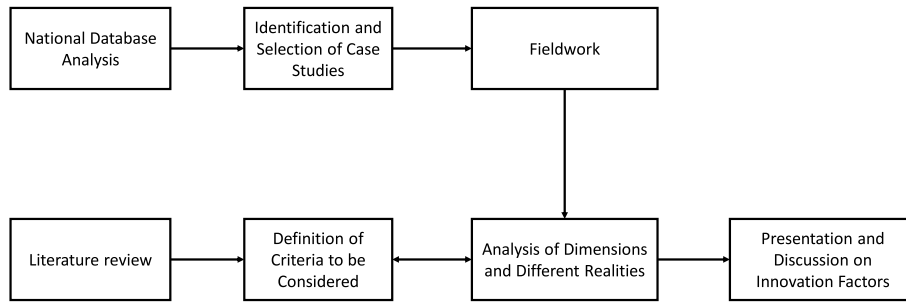 National Database
Analysis
Identification and
Selection of Case
Studies
Fieldwork
Literature review
Definition of
Criteria to be
Considered
Analysis of Dimensions
and Different Realities
Presentation and
Discussion on
Innovation Factors